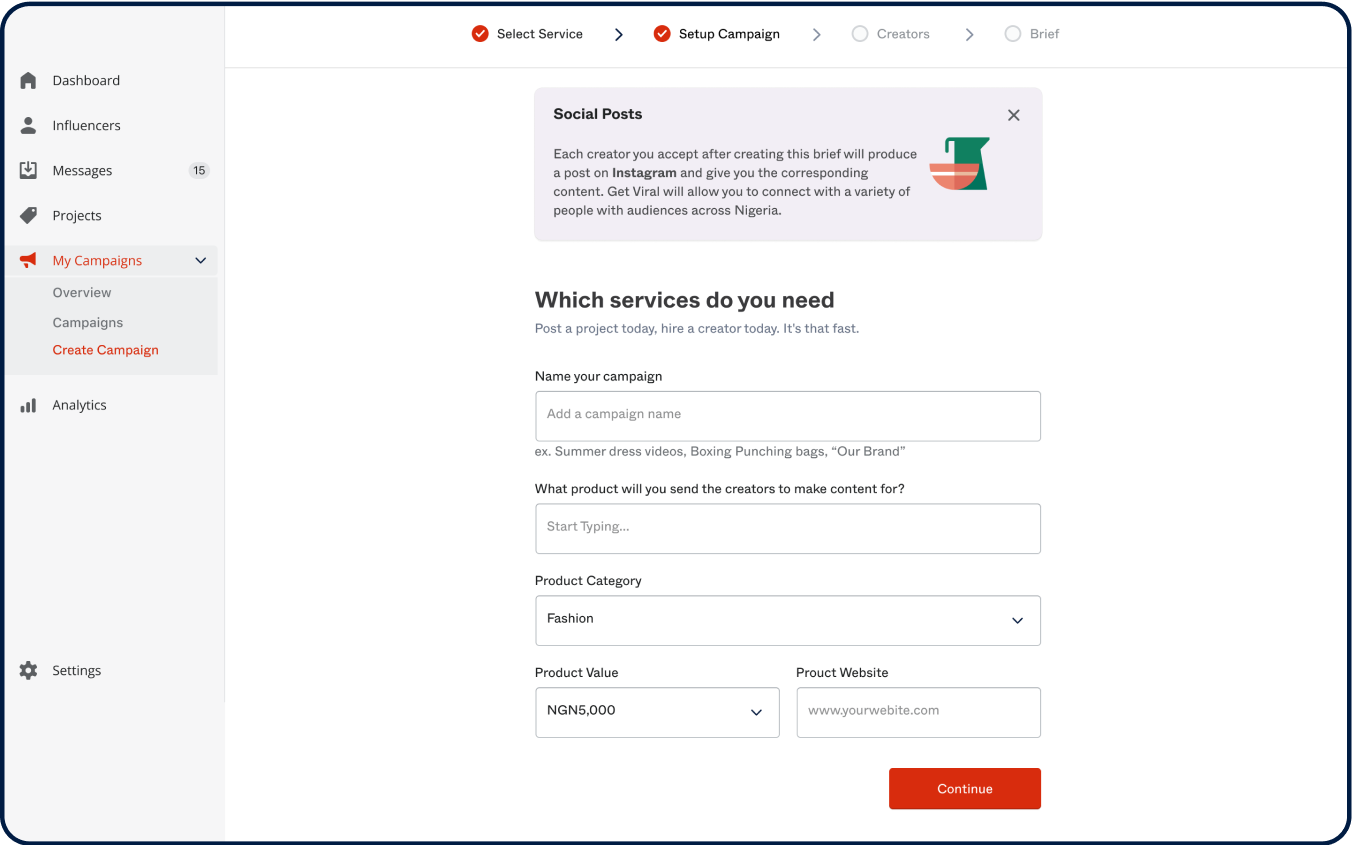 Select Service
Setup Campaign
Creators
Brief
Dashboard
Influencers
Messages
15
Projects
My Campaigns
Overview
Campaigns
Create Campaign
Analytics
Settings
Social Posts
Each creator you accept after creating this brief will produce
a post on Instagram and give you the corresponding
content. Get Viral will allow you to connect with a variety of
people with audiences across Nigeria.
Which services do you need
Post a project today, hire a creator today. It's that fast.
Name your campaign
Add a campaign name
ex. Summer dress videos, Boxing Punching bags, “Our Brand”
What product will you send the creators to make content for?
Start Typing...
Product Category
Fashion
Product Value
NGN5,000
Prouct Website
www.yourwebite.com
Continue